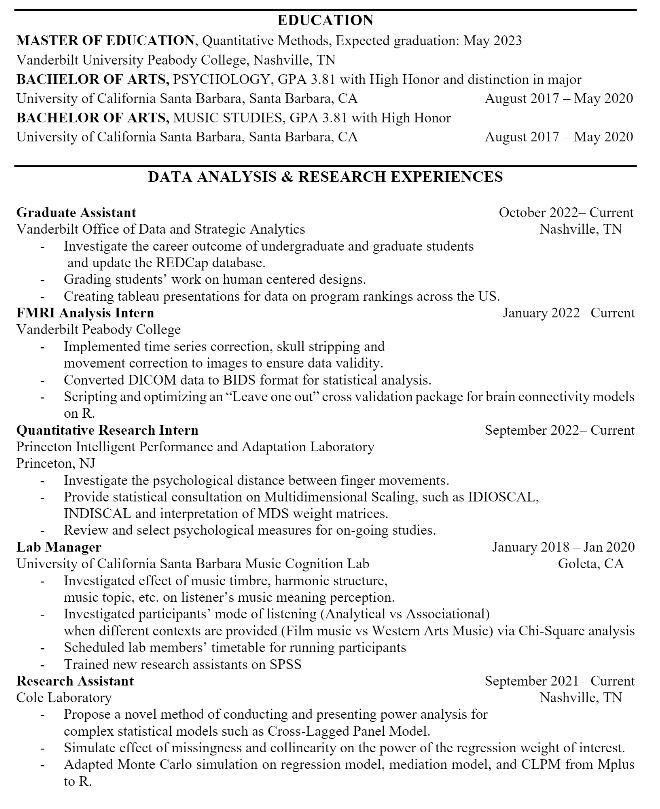 EDUCATION
MASTER OF EDUCATION, Quantitative Methods, Expected graduation: May 2023
Vanderbilt University Peabody College, Nashville, TN
BACHELOR OF ARTS, PSYCHOLOGY, GPA 3.81 with High Honor and distinction in major
University of California Santa Barbara, Santa Barbara, CA August 2017 – May 2020
BACHELOR OF ARTS, MUSIC STUDIES, GPA 3.81 with High Honor
University of California Santa Barbara, Santa Barbara, CA August 2017 – May 2020
DATA ANALYSIS & RESEARCH EXPERIENCES
Graduate Assistant October 2022– Current
Vanderbilt Office of Data and Strategic Analytics Nashville, TN
- Investigate the career outcome of undergraduate and graduate students
and update the REDCap database.
- Grading students' work on human centered designs.
- Creating tableau presentations for data on program rankings across the US.
FMRI Analysis Intern January 2022– Current
Vanderbilt Peabody College
- Implemented time series correction, skull stripping and
movement correction to images to ensure data validity.
- Converted DICOM data to BIDS format for statistical analysis.
- Scripting and optimizing an “Leave one out” cross validation package for brain connectivity models
on R.
Quantitative Research Intern September 2022– Current
Princeton Intelligent Performance and Adaptation Laboratory
Princeton, NJ
- Investigate the psychological distance between finger movements.
- Provide statistical consultation on Multidimensional Scaling, such as IDIOSCAL,
INDISCAL and interpretation of MDS weight matrices.
- Review and select psychological measures for on-going studies.
Lab Manager January 2018 – Jan 2020
University of California Santa Barbara Music Cognition Lab Goleta, CA
- Investigated effect of music timbre, harmonic structure,
music topic, etc. on listener's music meaning perception.
- Investigated participants' mode of listening (Analytical vs Associational)
when different contexts are provided (Film music vs Western Arts Music) via Chi-Square analysis
- Scheduled lab members' timetable for running participants
- Trained new research assistants on SPSS
Research Assistant September 2021– Current
Cole Laboratory Nashville, TN
- Propose a novel method of conducting and presenting power analysis for
complex statistical models such as Cross-Lagged Panel Model.
- Simulate effect of missingness and collinearity on the power of the regression weight of interest.
- Adapted Monte Carlo simulation on regression model, mediation model, and CLPM from Mplus
to R.